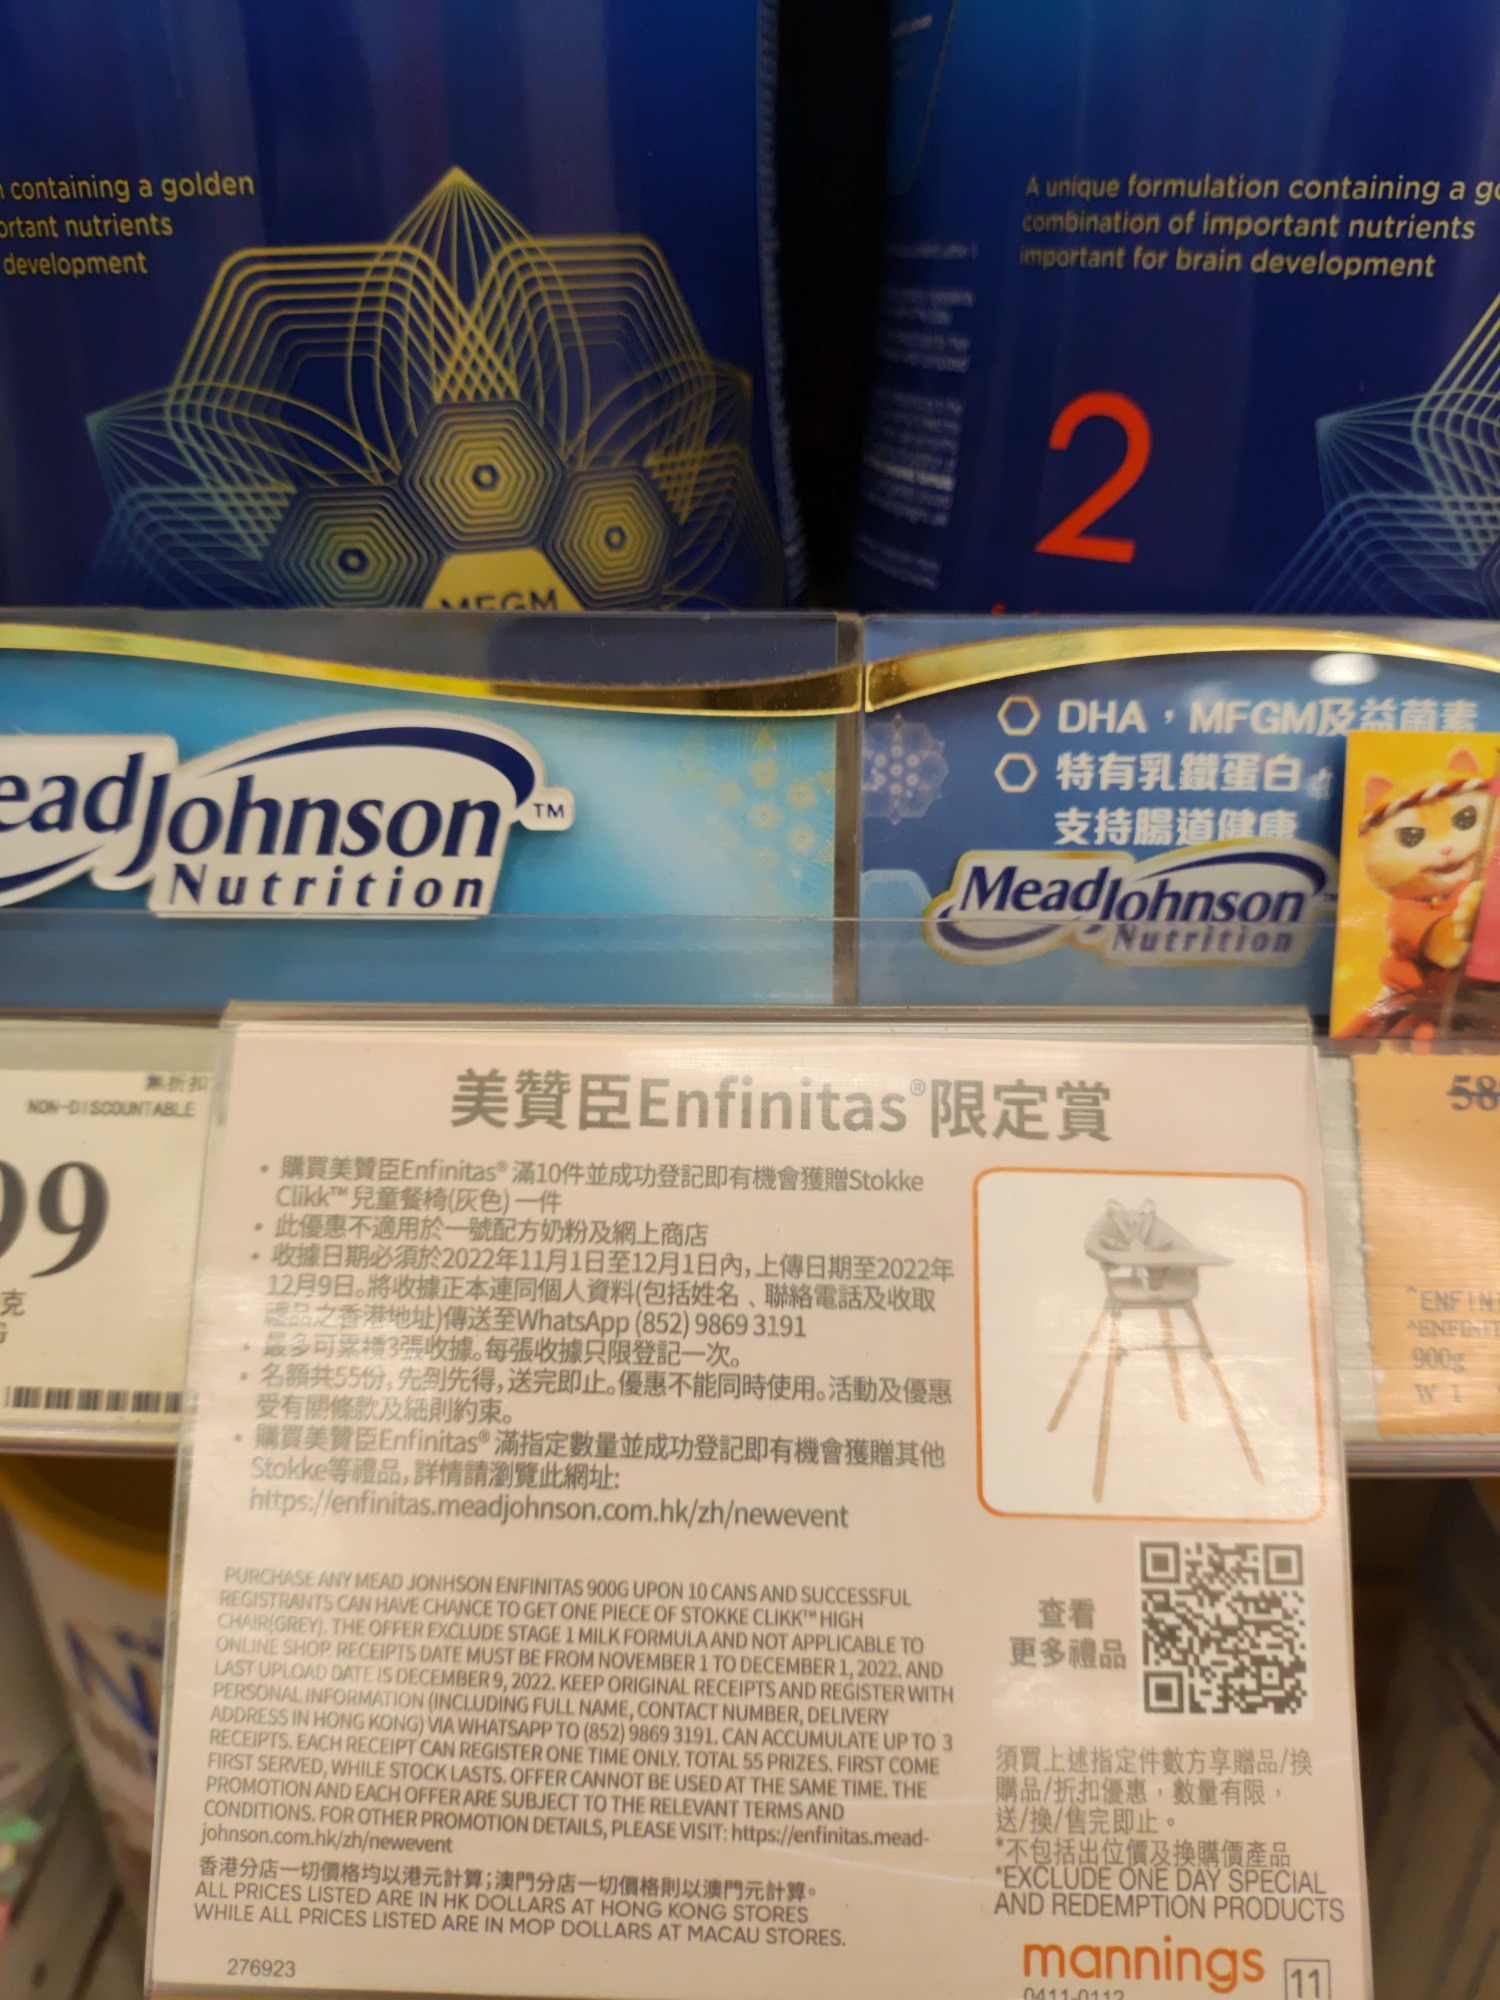 containing a golden
ortant nutrients
development
MFGM
A unique formulation containing a
combination of important nutrients
important for brain development
2
eadJohnson™
Nutrition
DHA，MFGM及益菌素
特有乳鐵蛋白，
支持腸道健康
MeadJohnson
Nutrition
無折扣
NON-DISCOUNTABLE
99
克
58
^ENFIN
^ENFINIT
900g
W 1
美贊臣Enfinitas®限定賞
• 購買美贊臣Enfinitas®滿10件並成功登記即有機會獲贈Stokke
Clikk™兒童餐椅(灰色) 一件
• 此優惠不適用於一號配方奶粉及網上商店
• 收據日期必須於2022年11月1日至12月1日內，上傳日期至2022年
12月9日。將收據正本連同個人資料(包括姓名、聯絡電話及收取
禮品之香港地址)傳送至WhatsApp (852) 9869 3191
• 最多可累積3張收據。每張收據只限登記一次。
• 名額共55份，先到先得，送完即止。優惠不能同時使用。活動及優惠
受有關條款及細則約束。
• 購買美贊臣Enfinitas®滿指定數量並成功登記即有機會獲贈其他
Stokke等禮品，詳情請瀏覽此網址:
https://enfinitas.meadjohnson.com.hk/zh/newevent
PURCHASE ANY MEAD JONHSON ENFINITAS 900G UPON 10 CANS AND SUCCESSFUL
REGISTRANTS CAN HAVE CHANCE TO GET ONE PIECE OF STOKKE CLIKK™ HIGH
CHAIR(GREY). THE OFFER EXCLUDE STAGE 1 MILK FORMULA AND NOT APPLICABLE TO
ONLINE SHOP. RECEIPTS DATE MUST BE FROM NOVEMBER 1 TO DECEMBER 1, 2022. AND
LAST UPLOAD DATE IS DECEMBER 9, 2022. KEEP ORIGINAL RECEIPTS AND REGISTER WITH
PERSONAL INFORMATION (INCLUDING FULL NAME, CONTACT NUMBER, DELIVERY
ADDRESS IN HONG KONG) VIA WHATSAPP TO (852) 9869 3191. CAN ACCUMULATE UP TO 3
RECEIPTS. EACH RECEIPT CAN REGISTER ONE TIME ONLY. TOTAL 55 PRIZES. FIRST COME
FIRST SERVED, WHILE STOCK LASTS. OFFER CANNOT BE USED AT THE SAME TIME. THE
PROMOTION AND EACH OFFER ARE SUBJECT TO THE RELEVANT TERMS AND
CONDITIONS. FOR OTHER PROMOTION DETAILS, PLEASE VISIT: https://enfinitas.mead-
johnson.com.hk/zh/newevent
香港分店一切價格均以港元計算；澳門分店一切價格則以澳門元計算。
ALL PRICES LISTED ARE IN HK DOLLARS AT HONG KONG STORES
WHILE ALL PRICES LISTED ARE IN MOP DOLLARS AT MACAU STORES.
276923
查看
更多禮品
須買上述指定件數方享贈品/換
購品/折扣優惠，數量有限，
送/換/售完即止。
*不包括出位價及換購價產品
*EXCLUDE ONE DAY SPECIAL
AND REDEMPTION PRODUCTS
mannings
11
0411-0112